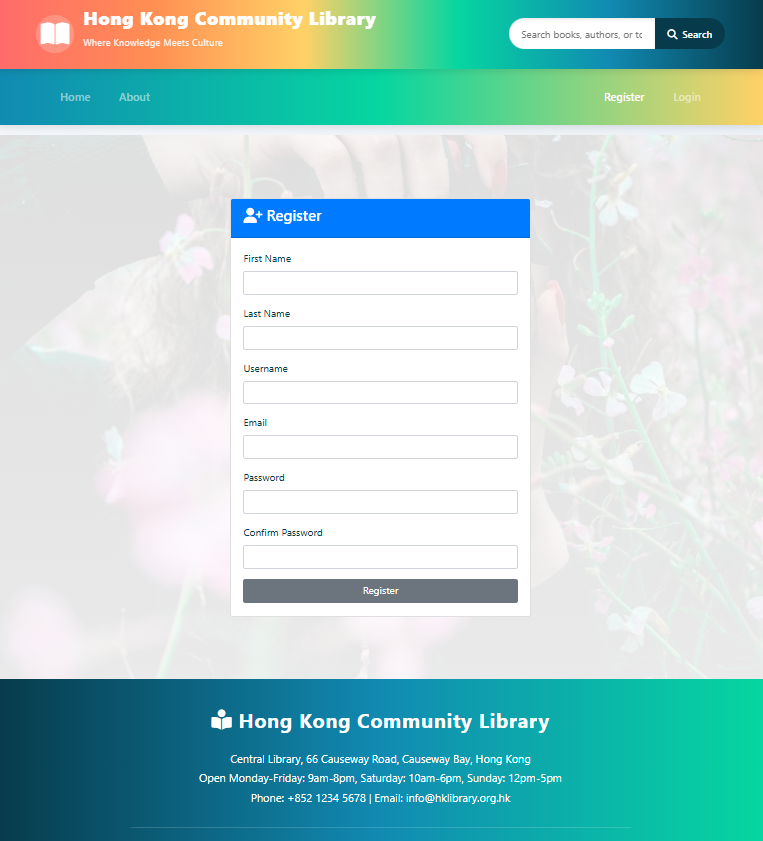 Hong Kong Community Library
Where Knowledge Meets Culture
Search books, authors, or to
Search
Home
About
Register
Login
Register
First Name
Last Name
Username
Email
Password
Confirm Password
Register
Hong Kong Community Library
Central Library, 66 Causeway Road, Causeway Bay, Hong Kong
Open Monday-Friday: 9am-8pm, Saturday: 10am-6pm, Sunday: 12pm-5pm
Phone: +852 1234 5678 | Email: info@hklibrary.org.hk